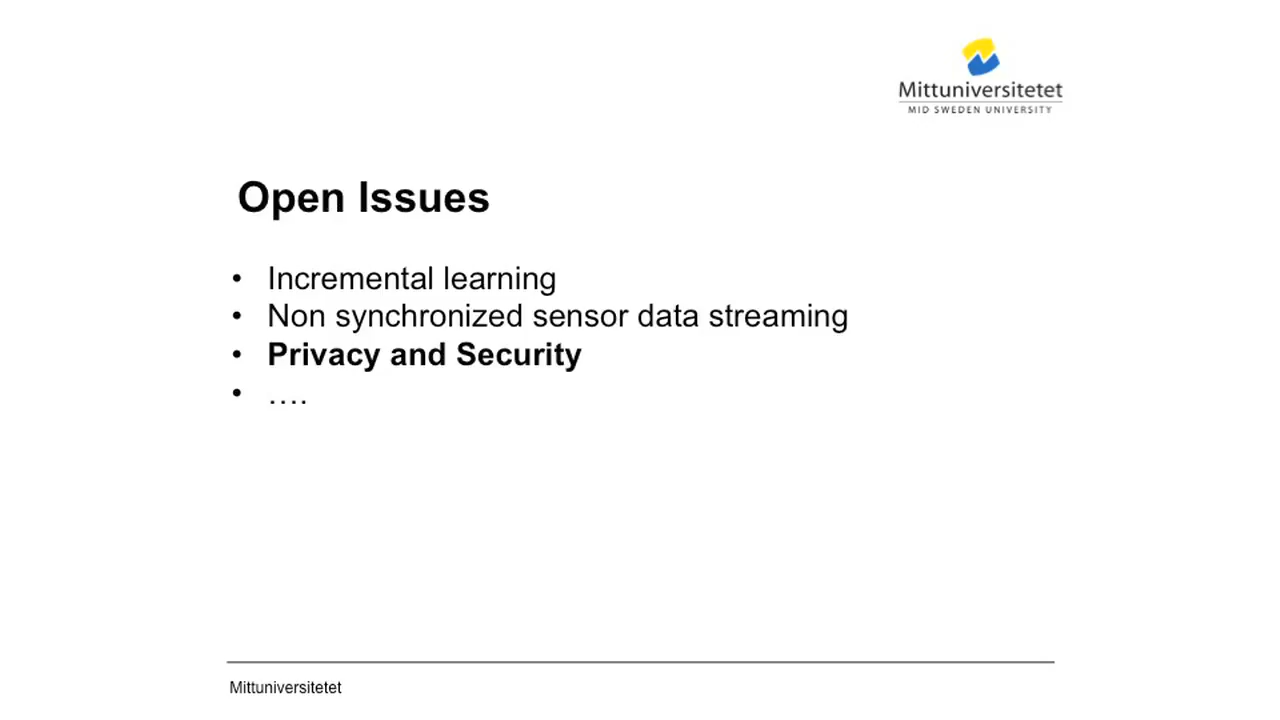 Mittuniversitetet
MID SWEDEN UNIVERSITY
Open Issues
• Incremental learning
• Non synchronized sensor data streaming
• Privacy and Security
• ….
Mittuniversitetet